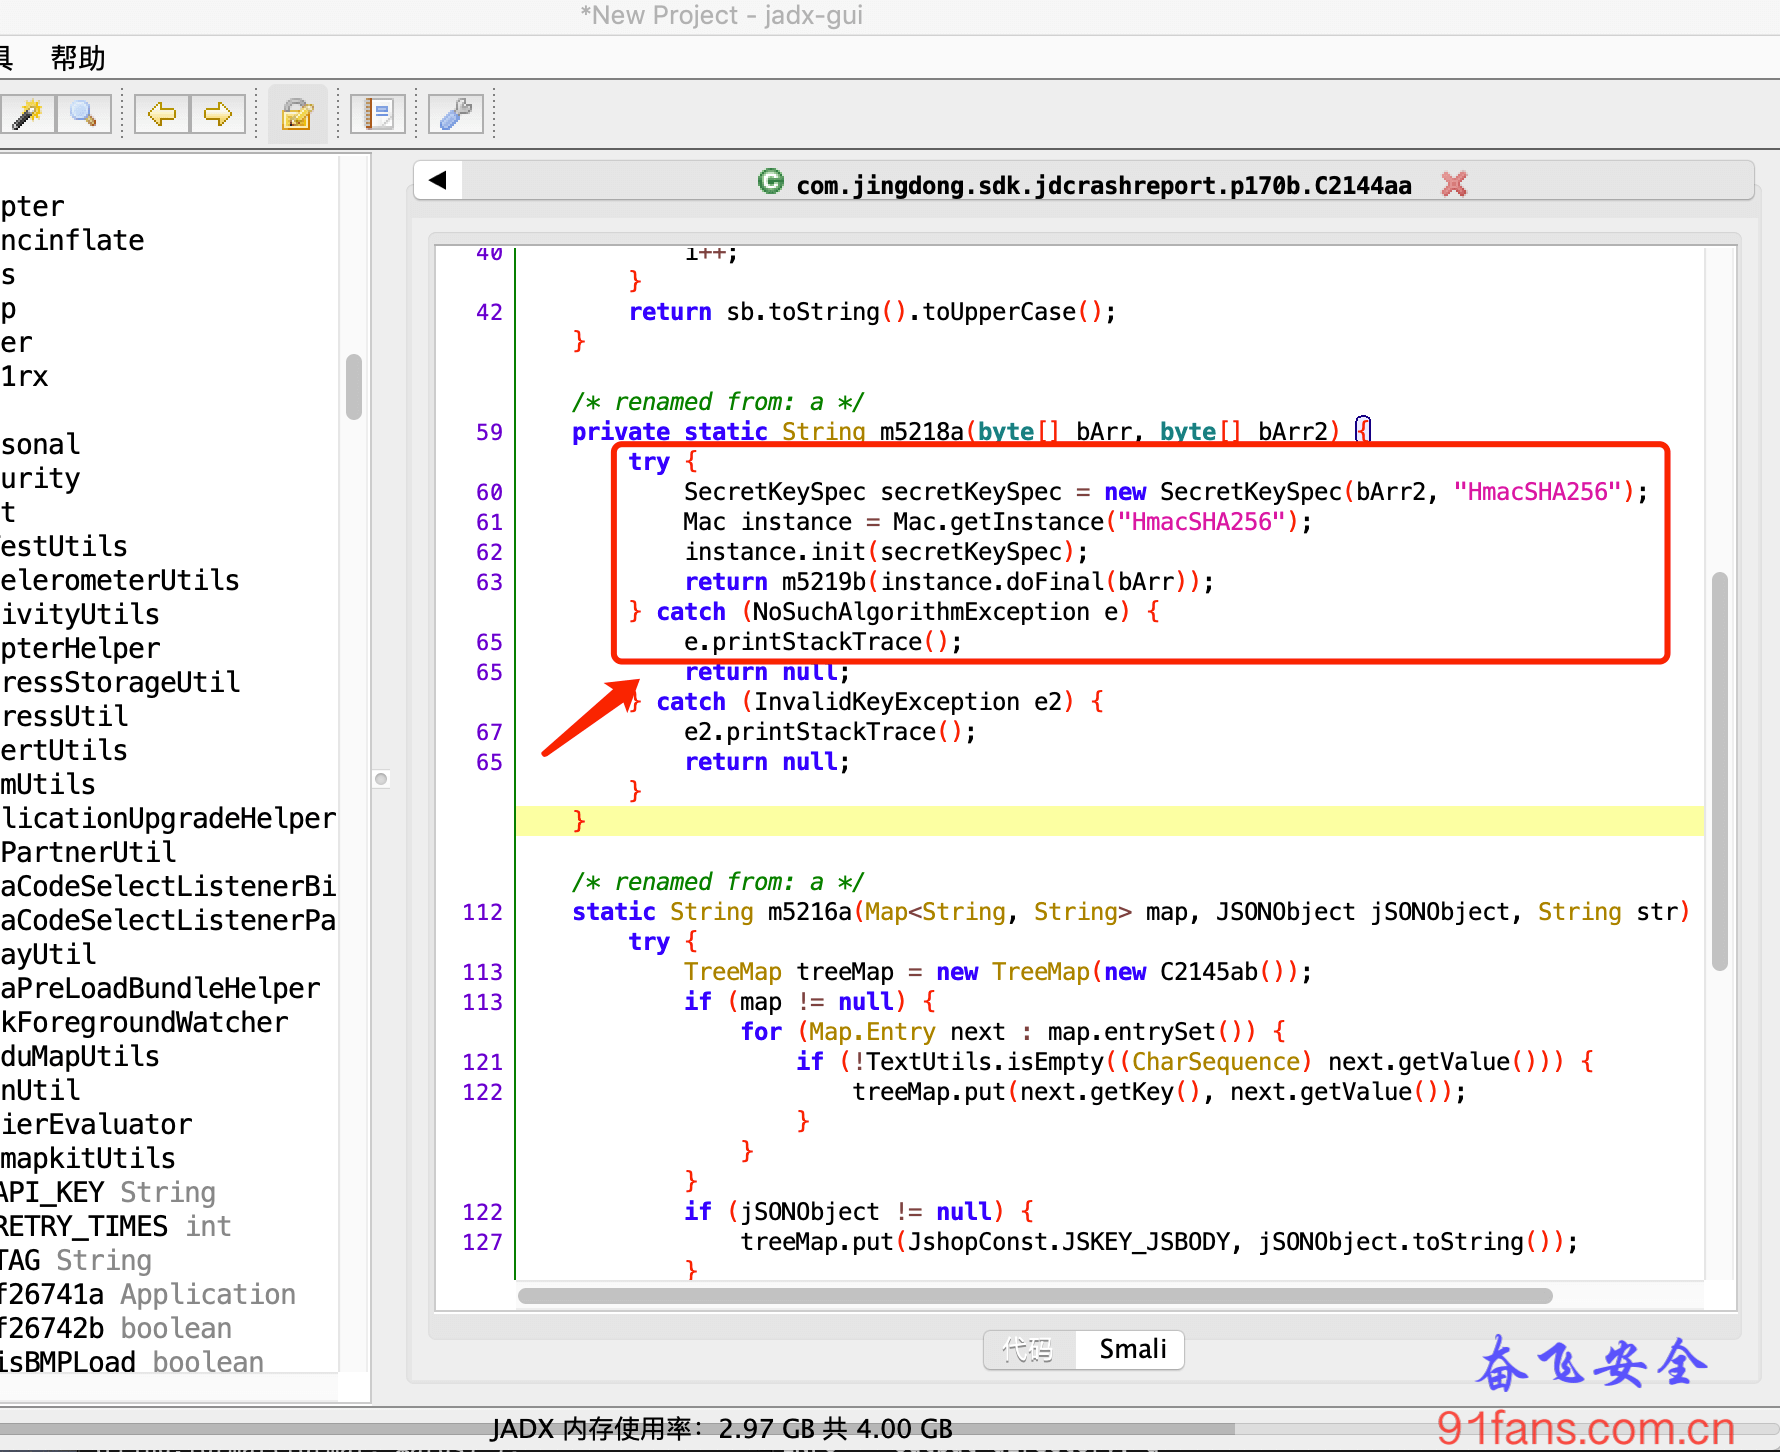 *New Project - jadx-gui
具 帮助
pter
ncinflate
s
p
er
1rx
sonal
urity
t
estUtils
elerometerUtils
ivityUtils
pterHelper
ressStorageUtil
ressUtil
ertUtils
mUtils
licationUpgradeHelper
PartnerUtil
aCodeSelectListenerBi
aCodeSelectListenerPa
ayUtil
aPreLoadBundleHelper
kForegroundWatcher
duMapUtils
nUtil
ierEvaluator
mapkitUtils
API_KEY String
RETRY_TIMES int
TAG String
f26741a Application
f26742b boolean
isBMPLoad boolean
com.jingdong.sdk.jdcrashreport.p170b.C2144aa
40 i++;
}
42 return sb.toString().toUpperCase();
}
/* renamed from: a */
59 private static String m5218a(byte[] bArr, byte[] bArr2) {
try {
60 SecretKeySpec secretKeySpec = new SecretKeySpec(bArr2, "HmacSHA256");
61 Mac instance = Mac.getInstance("HmacSHA256");
62 instance.init(secretKeySpec);
63 return m5219b(instance.doFinal(bArr));
} catch (NoSuchAlgorithmException e) {
65 e.printStackTrace();
65 return null;
} catch (InvalidKeyException e2) {
67 e2.printStackTrace();
65 return null;
}
}
/* renamed from: a */
112 static String m5216a(Map<String, String> map, JSONObject jSONObject, String str)
try {
113 TreeMap treeMap = new TreeMap(new C2145ab());
113 if (map != null) {
for (Map.Entry next : map.entrySet()) {
121 if (!TextUtils.isEmpty((CharSequence) next.getValue())) {
122 treeMap.put(next.getKey(), next.getValue());
}
}
}
122 if (jSONObject != null) {
127 treeMap.put(JshopConst.JSKEY_JSBODY, jSONObject.toString());
}
代码 Smali
奋飞安全
JADX 内存使用率：2.97 GB 共 4.00 GB
91fans.com.cn